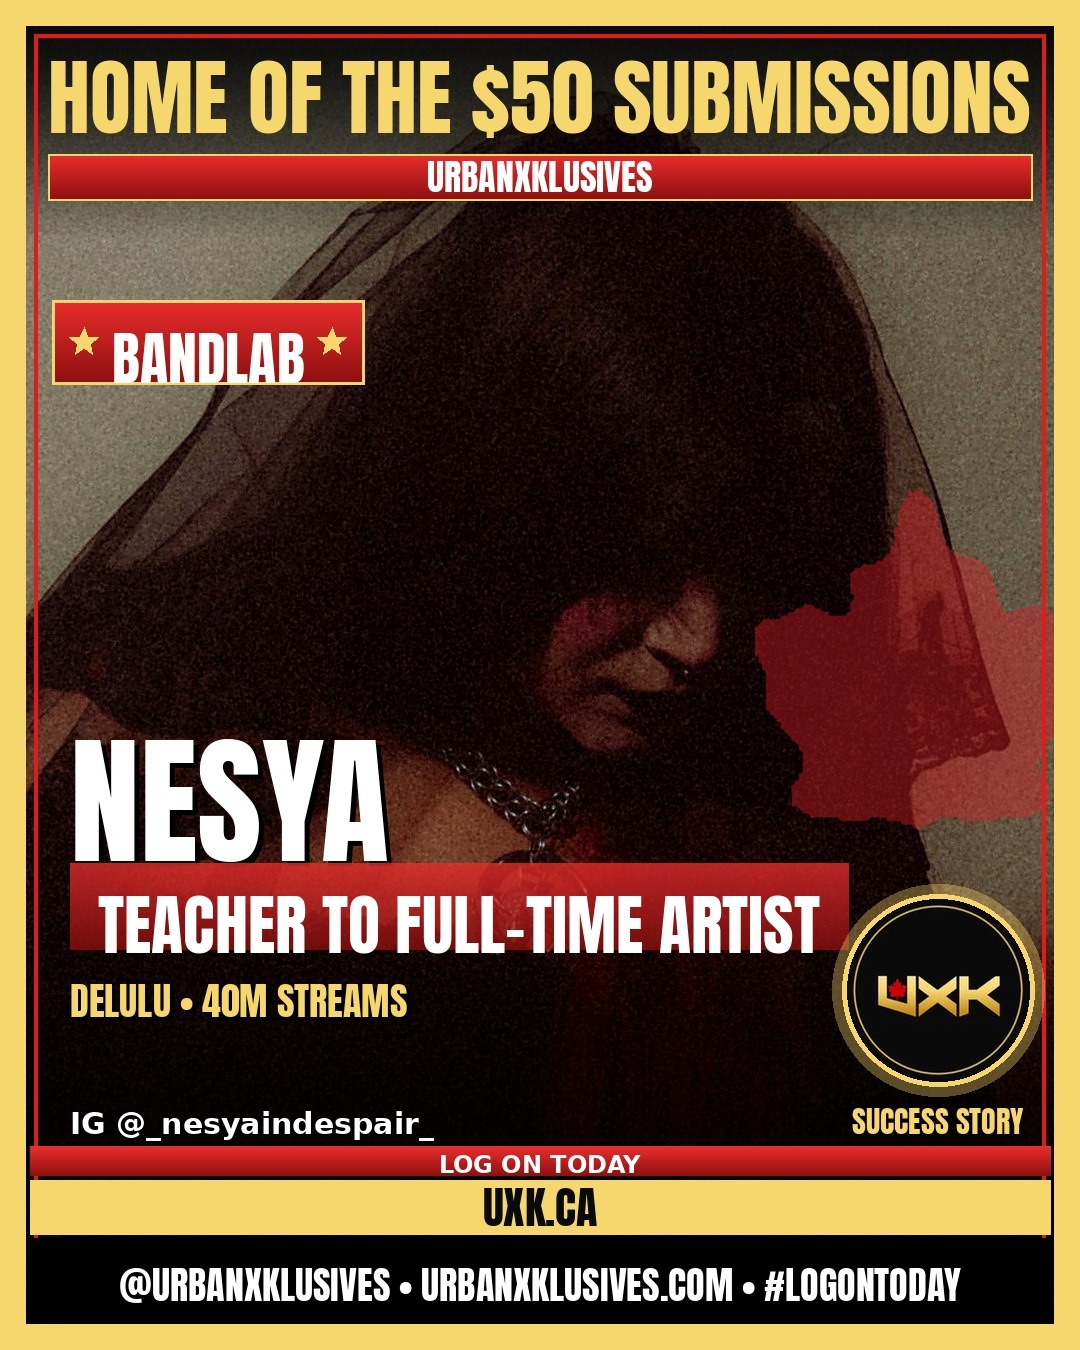 HOME OF THE $50 SUBMISSIONS
URBANXKLUSIVES
★ BANDLAB ★
NESYA
TEACHER TO FULL-TIME ARTIST
DELULU • 40M STREAMS
UXK
IG @_nesyaindespair_
SUCCESS STORY
LOG ON TODAY
UXK.CA
@URBANXKLUSIVES • URBANXKLUSIVES.COM • #LOGONTODAY